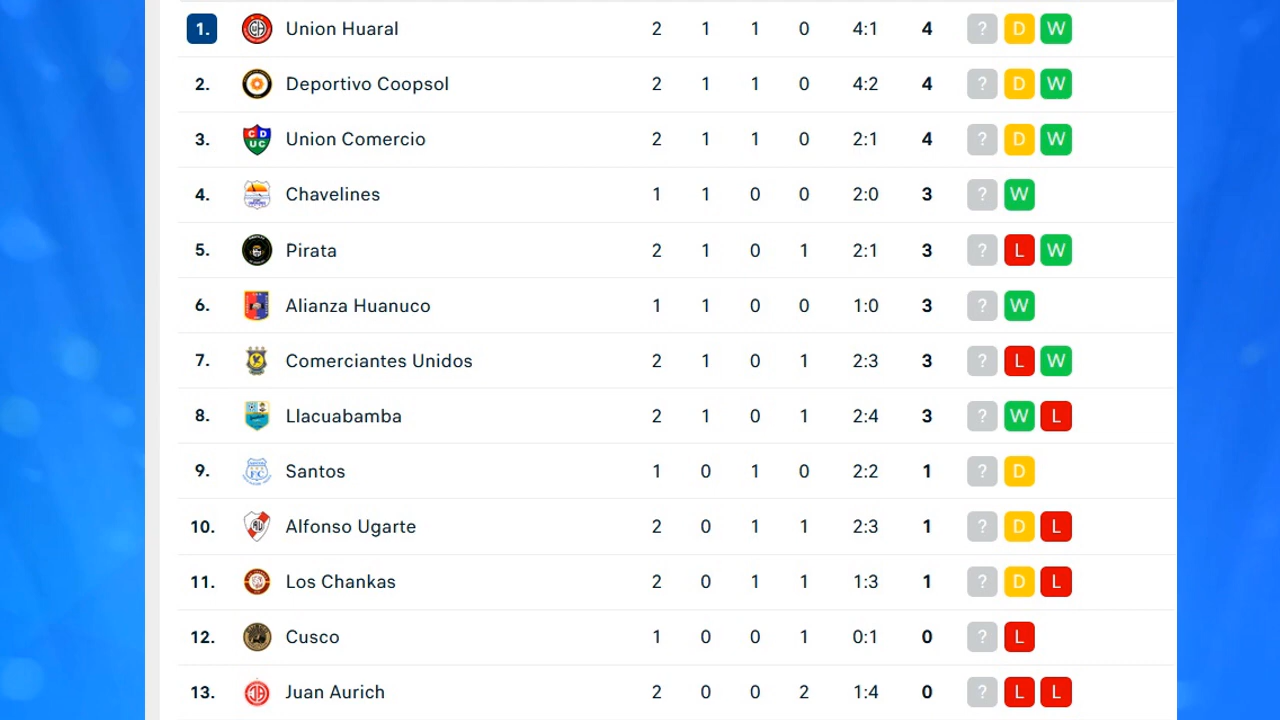 1. Union Huaral 2 1 1 0 4:1 4 ? D W
2. Deportivo Coopsol 2 1 1 0 4:2 4 ? D W
3. Union Comercio 2 1 1 0 2:1 4 ? D W
4. Chavelines 1 1 0 0 2:0 3 ? W
5. Pirata 2 1 0 1 2:1 3 ? L W
6. Alianza Huanuco 1 1 0 0 1:0 3 ? W
7. Comerciantes Unidos 2 1 0 1 2:3 3 ? L W
8. Llacuabamba 2 1 0 1 2:4 3 ? W L
9. Santos 1 0 1 0 2:2 1 ? D
10. Alfonso Ugarte 2 0 1 1 2:3 1 ? D L
11. Los Chankas 2 0 1 1 1:3 1 ? D L
12. Cusco 1 0 0 1 0:1 0 ? L
13. Juan Aurich 2 0 0 2 1:4 0 ? L L